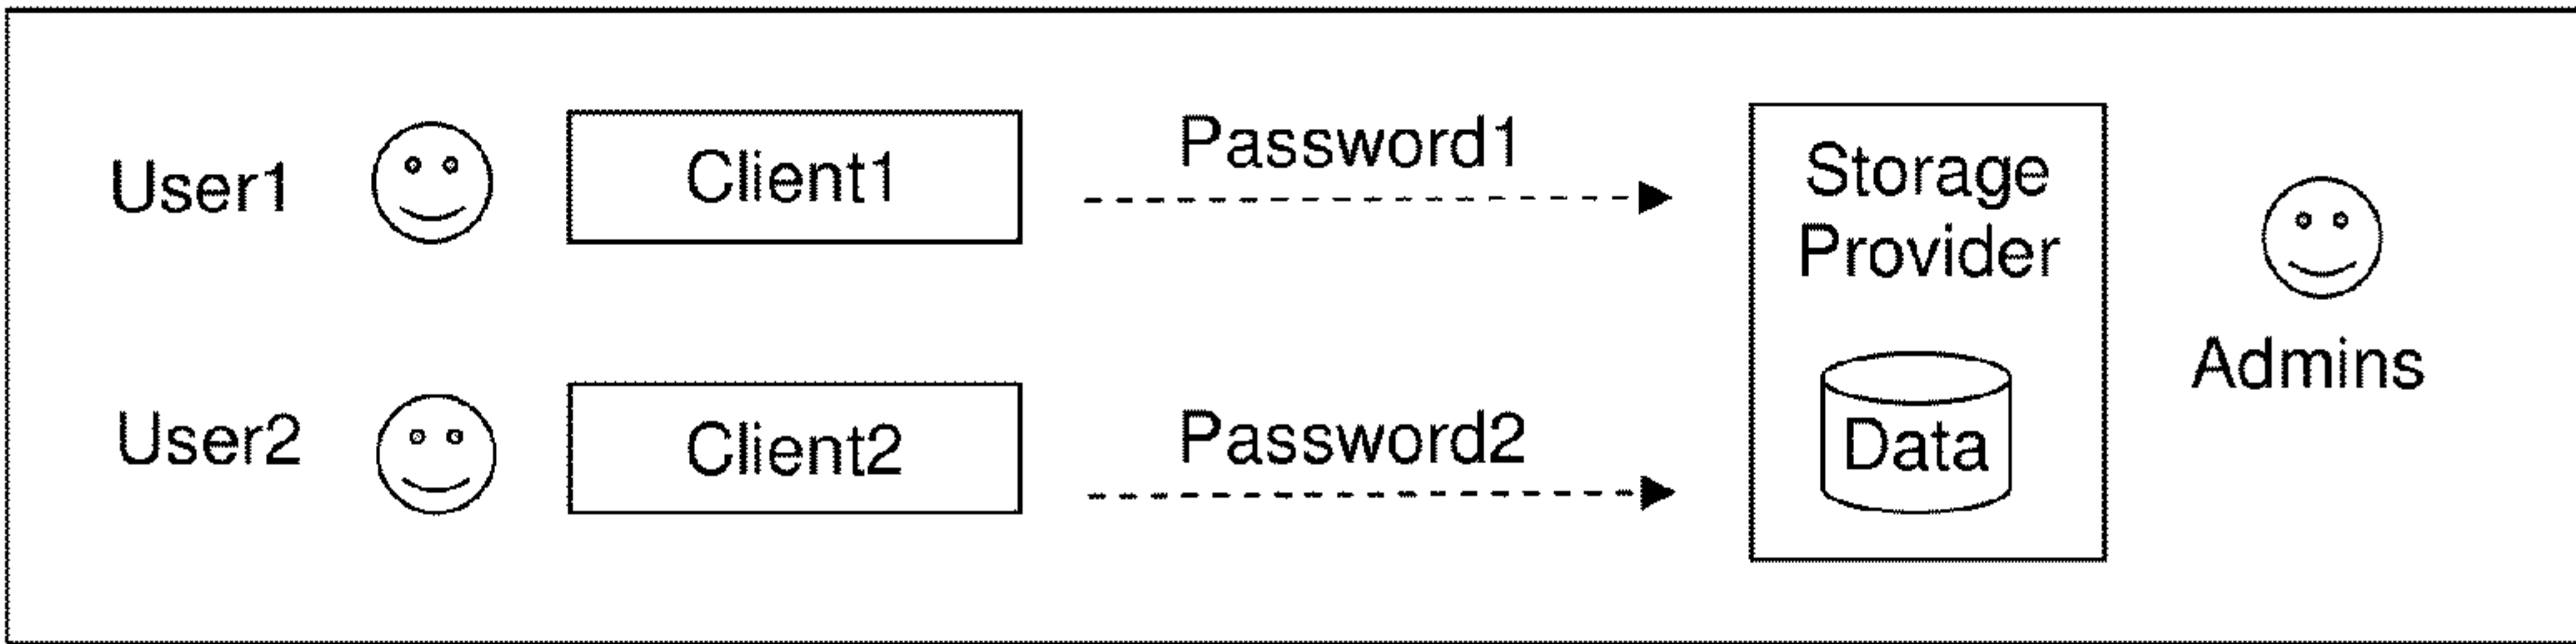 User1
Client1
Password1
Storage
Provider
Admins
User2
Client2
Password2
Data